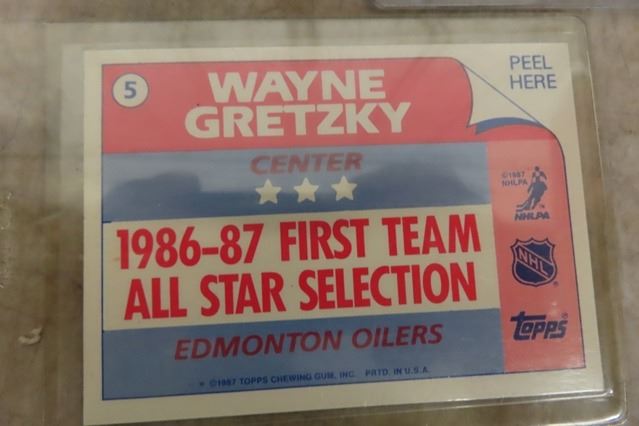 5
WAYNE
GRETZKY
PEEL
HERE
CENTER
©1987
NHLPA
NHLPA
1986-87 FIRST TEAM
ALL STAR SELECTION
NHL
topps®
EDMONTON OILERS
* ©1987 TOPPS CHEWING GUM, INC. PRTD. IN U.S.A.